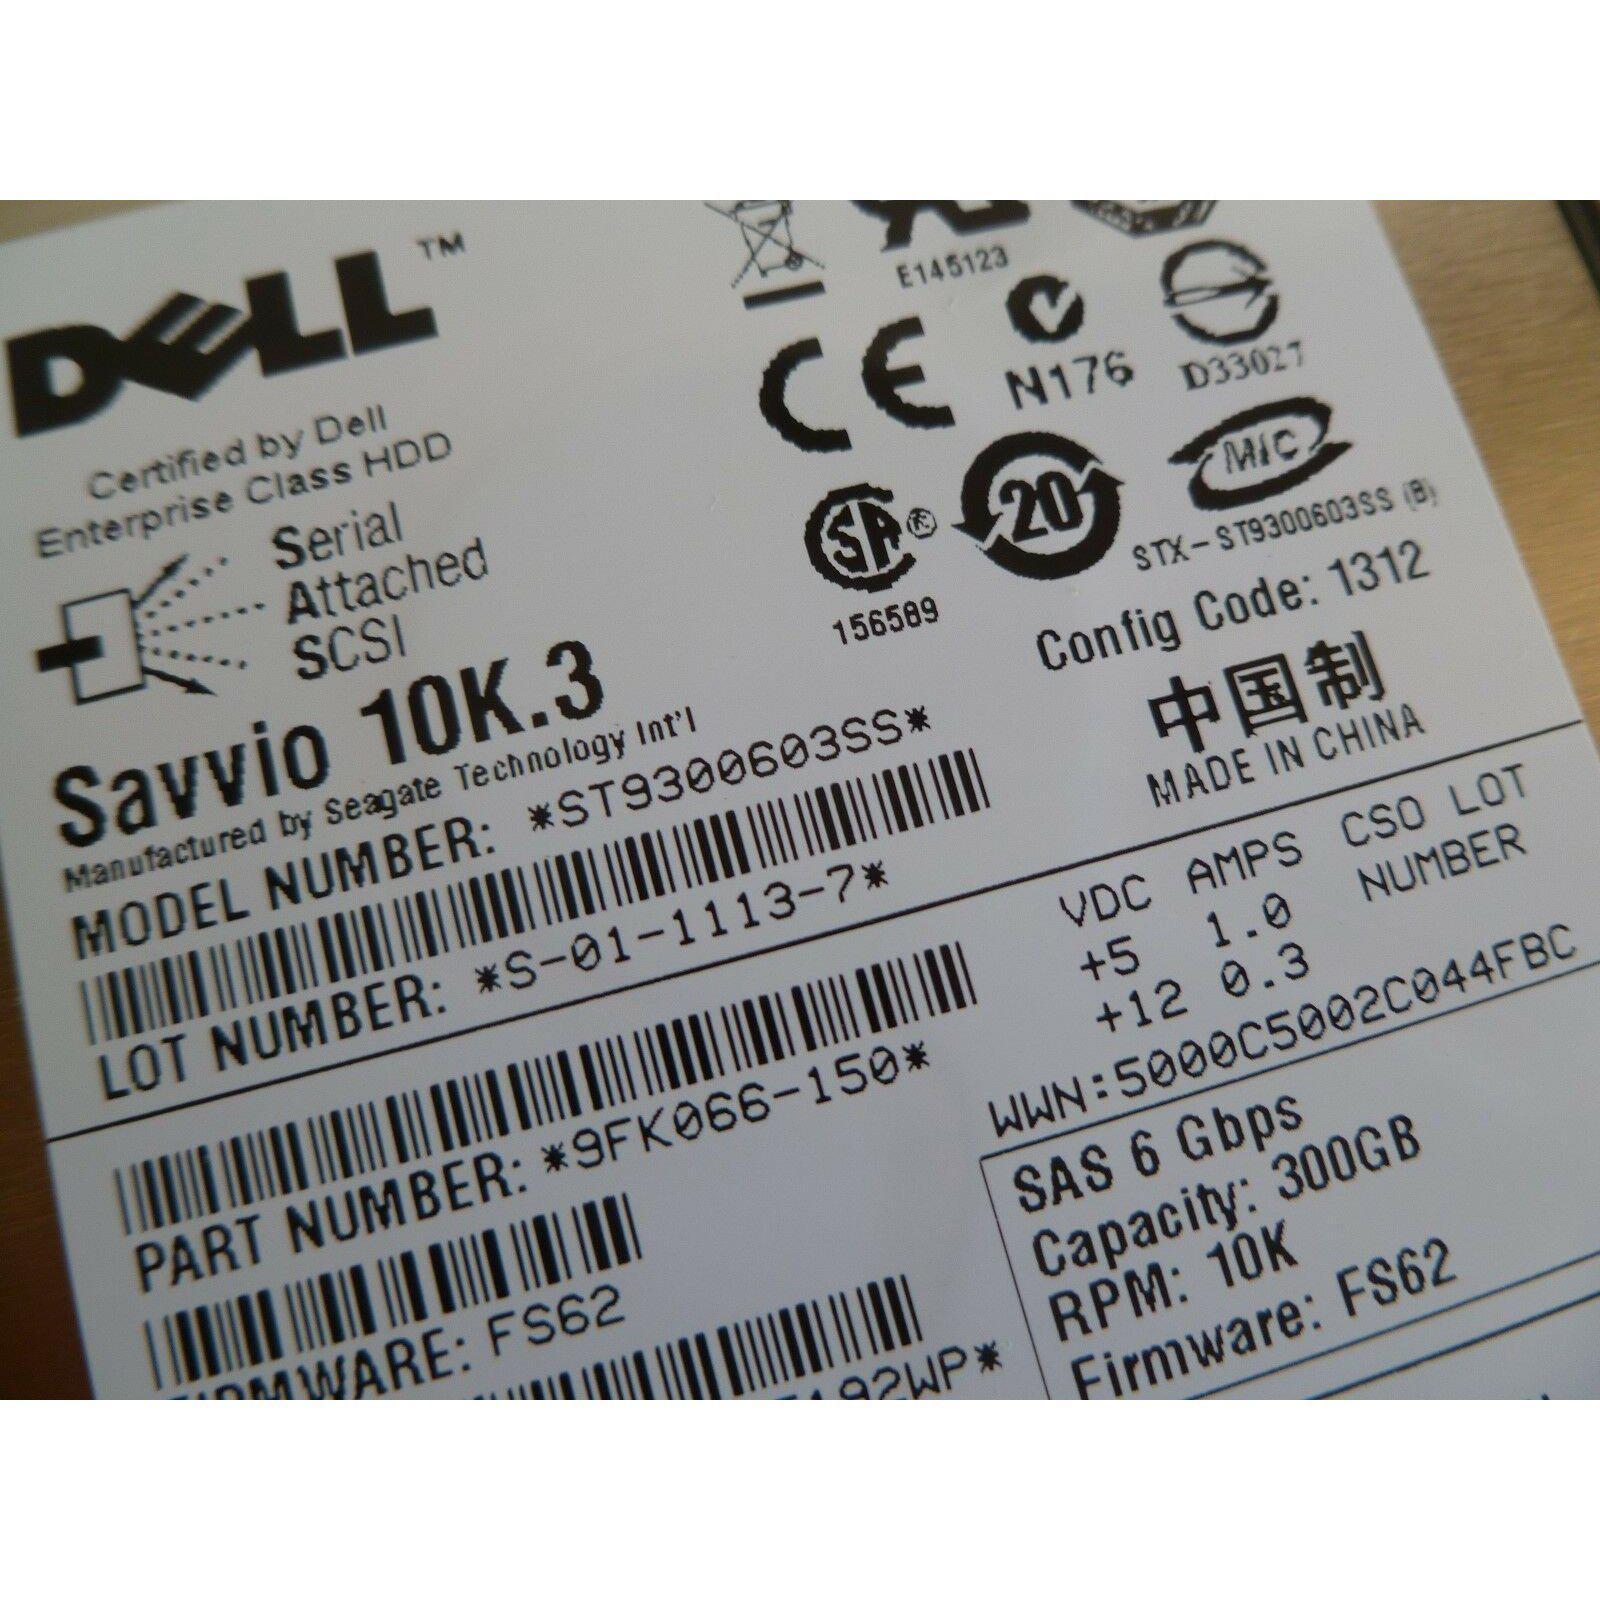 DELL™
Certified by Dell
Enterprise Class HDD
Serial
Attached
SCSI
Savvio 10K.3
Manufactured by Seagate Technology Int'l
MODEL NUMBER: *ST9300603SS*
LOT NUMBER: *S-01-1113-7*
PART NUMBER: *9FK066-150*
FIRMWARE: FS62
E145123
CE
N176
D33027
SA®
156589
20
MIC
STX-ST9300603SS (B)
Config Code: 1312
中国制
MADE IN CHINA
VDC AMPS CSO LOT
+5 1.0 NUMBER
+12 0.3
WWN:5000C5002C044FBC
SAS 6 Gbps
Capacity: 300GB
RPM: 10K
Firmware: FS62